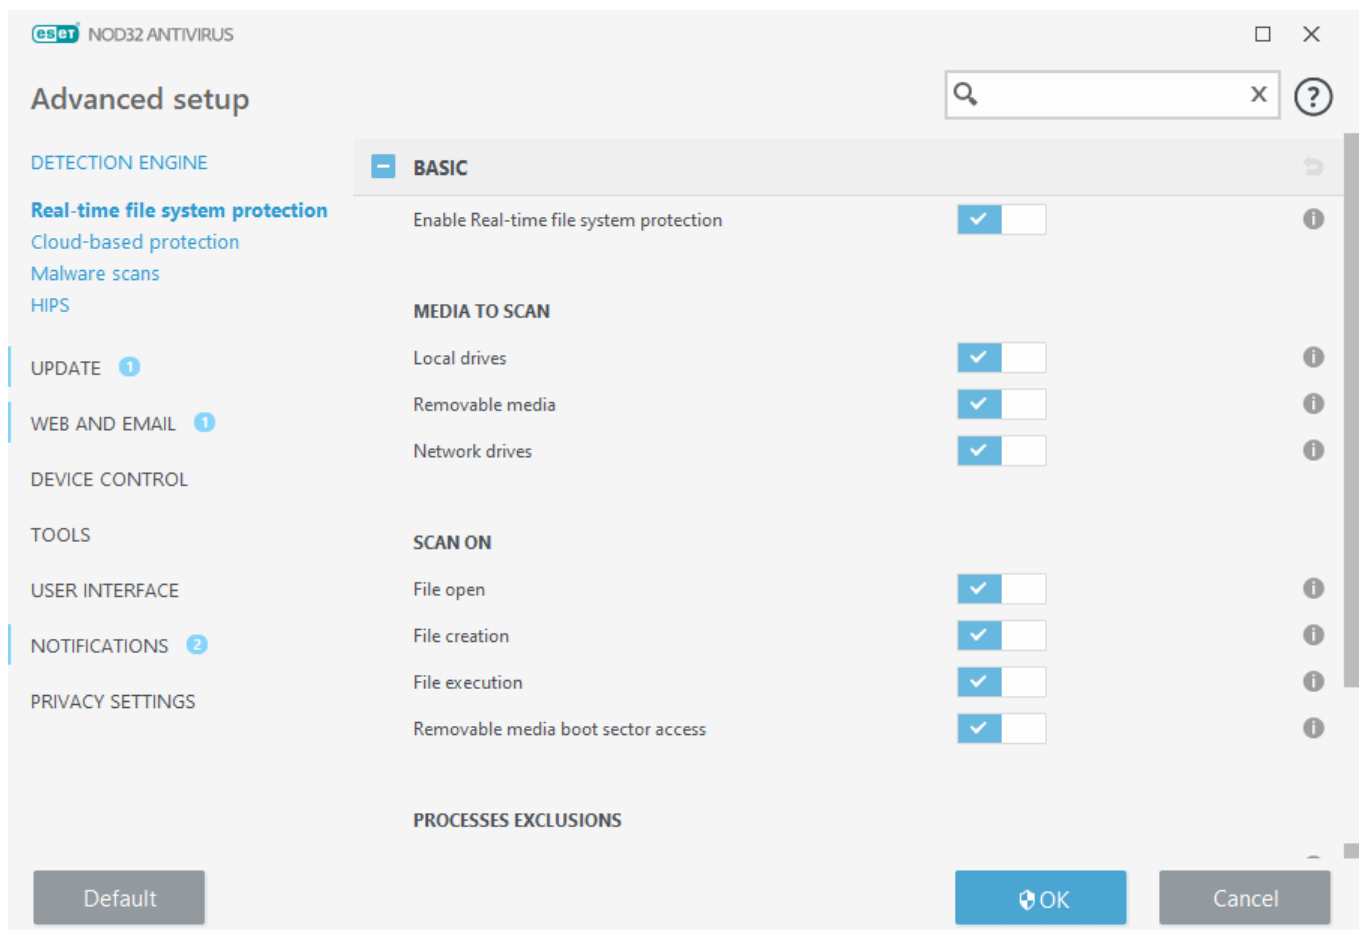 eset NOD32 ANTIVIRUS
Advanced setup
X
?
DETECTION ENGINE
Real-time file system protection
Cloud-based protection
Malware scans
HIPS
UPDATE 1
WEB AND EMAIL 1
DEVICE CONTROL
TOOLS
USER INTERFACE
NOTIFICATIONS 2
PRIVACY SETTINGS
BASIC
Enable Real-time file system protection
MEDIA TO SCAN
Local drives
Removable media
Network drives
SCAN ON
File open
File creation
File execution
Removable media boot sector access
PROCESSES EXCLUSIONS
Default
OK
Cancel